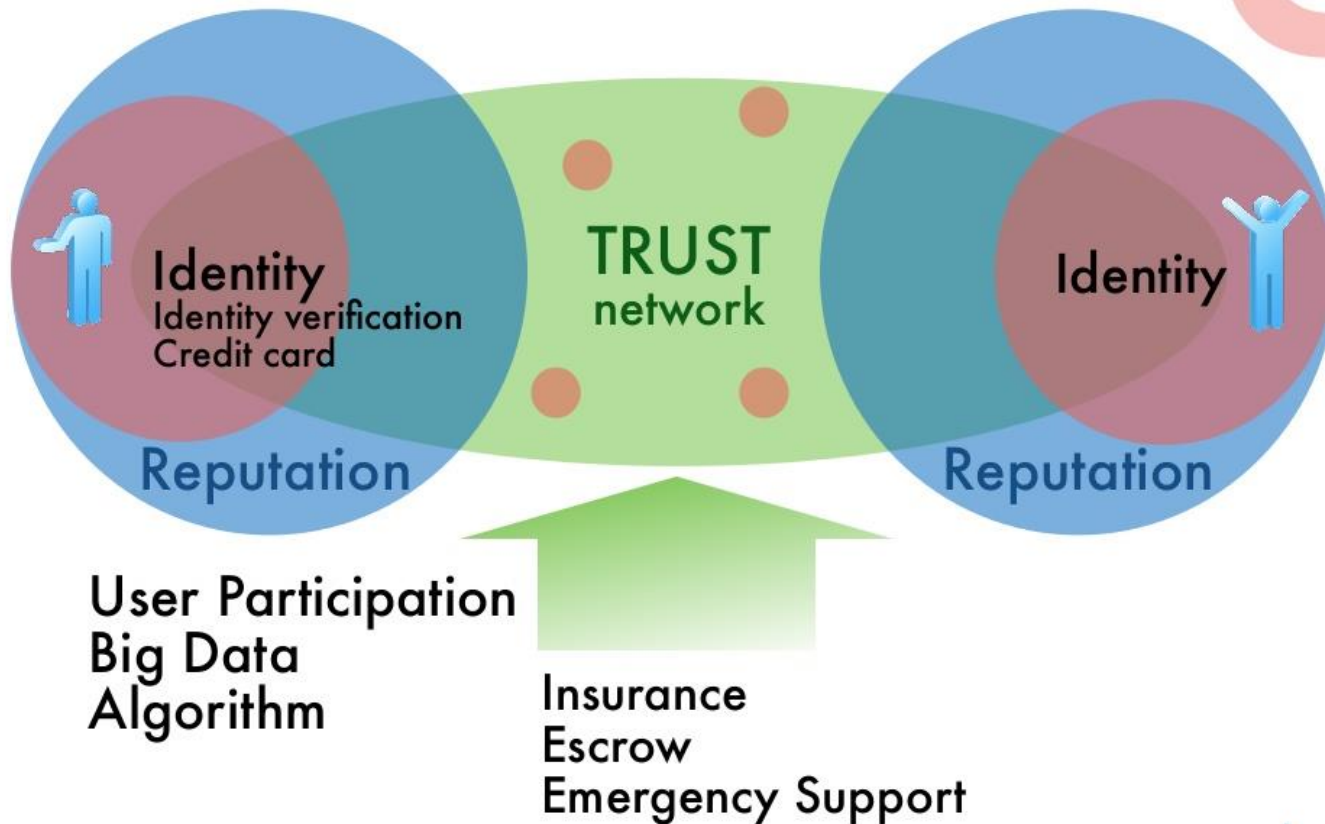 TRUST
network
Identity
Identity verification
Credit card
Identity
Reputation
Reputation
User Participation
Big Data
Algorithm
Insurance
Escrow
Emergency Support